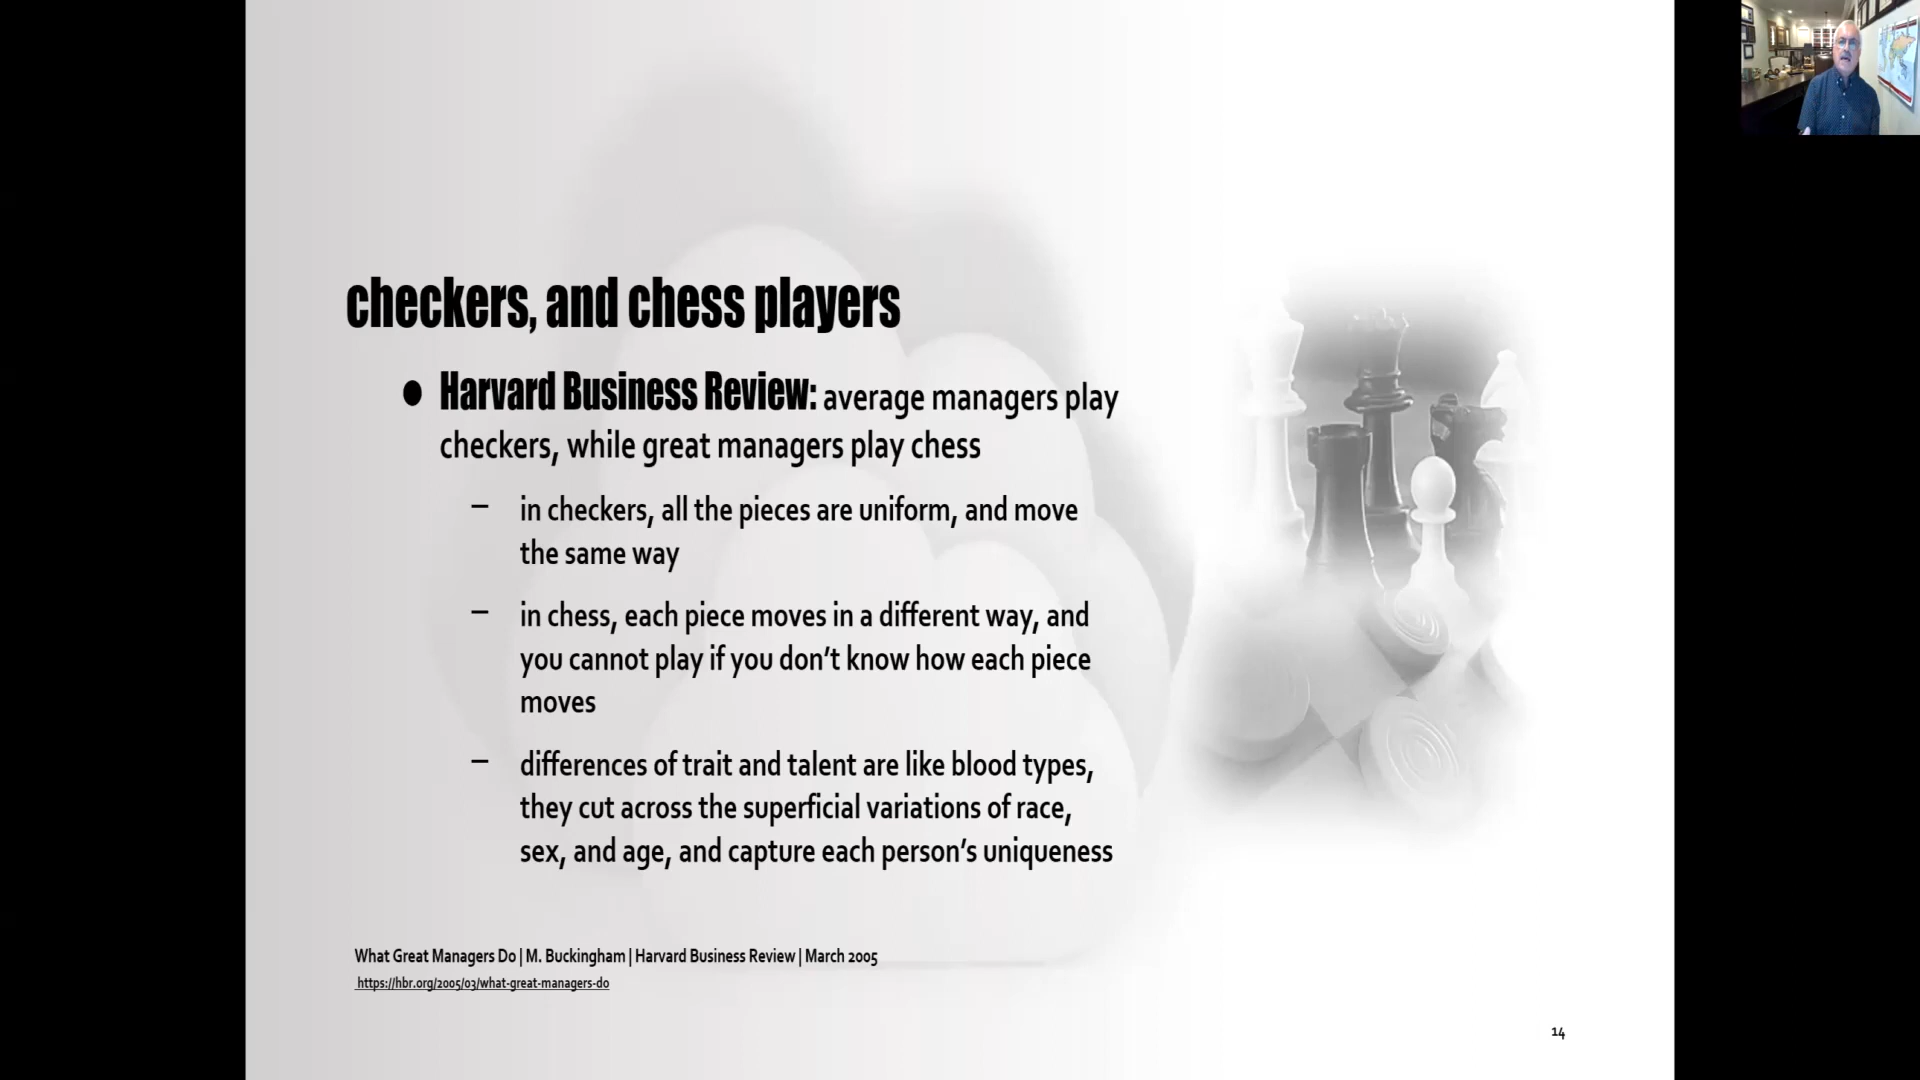 checkers, and chess players
● Harvard Business Review: average managers play
checkers, while great managers play chess
– in checkers, all the pieces are uniform, and move
the same way
– in chess, each piece moves in a different way, and
you cannot play if you don’t know how each piece
moves
– differences of trait and talent are like blood types,
they cut across the superficial variations of race,
sex, and age, and capture each person’s uniqueness
What Great Managers Do | M. Buckingham | Harvard Business Review | March 2005
https://hbr.org/2005/03/what-great-managers-do
14